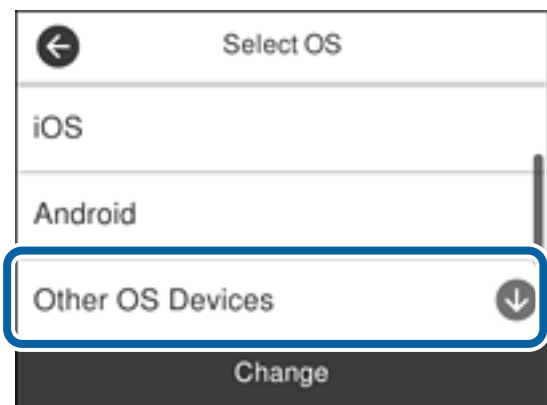 Select OS
iOS
Android
Other OS Devices
Change